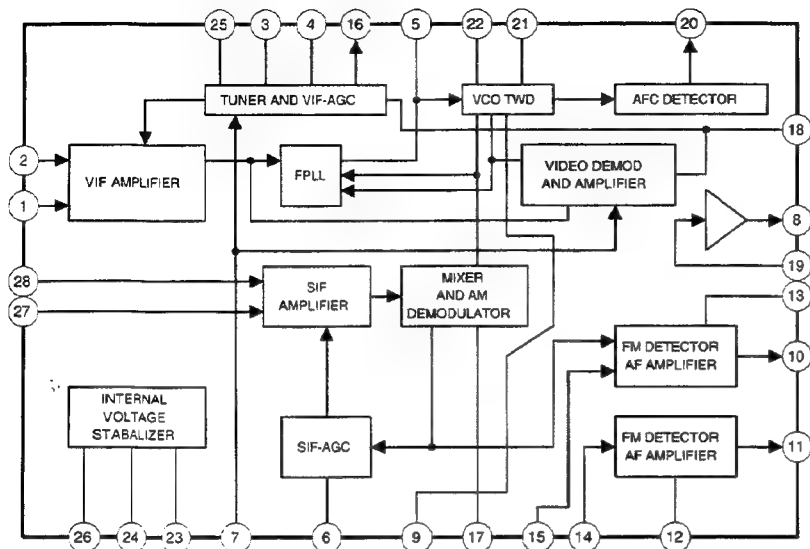 25 3 4 16 5 22 21 20
TUNER AND VIF-AGC
VCO TWD
AFC DETECTOR
18
2
VIF AMPLIFIER
FPLL
VIDEO DEMOD
AND AMPLIFIER
1
8
19
28
SIF
AMPLIFIER
MIXER
AND AM
DEMODULATOR
13
27
FM DETECTOR
AF AMPLIFIER
10
INTERNAL
VOLTAGE
STABALIZER
SIF-AGC
FM DETECTOR
AF AMPLIFIER
11
26 24 23 7 6 9 17 15 14 12